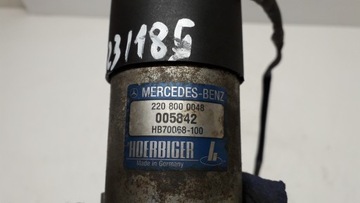 23/185
MERCEDES-BENZ
220 800 0048
005842
HB70068-100
HOERBIGER
Made in Germany